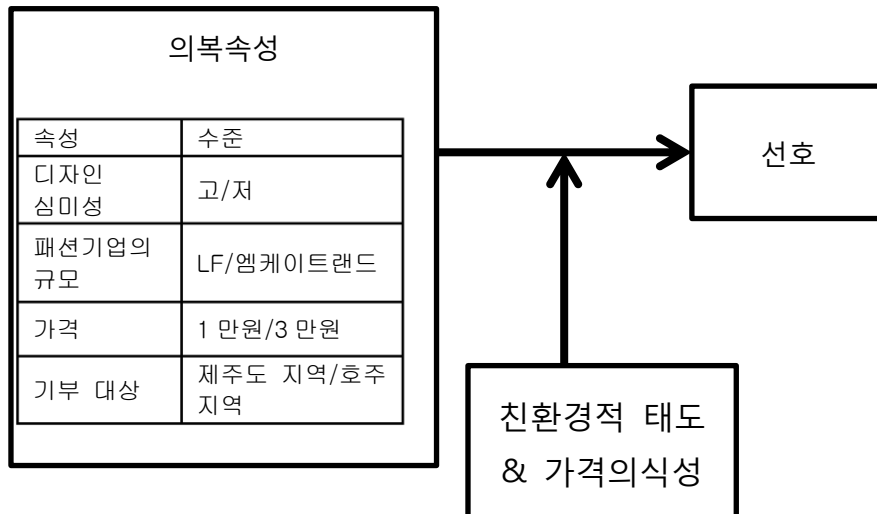 의복속성
속성 수준
디자인
심미성
고/저
패션기업의
규모
LF/엠케이트랜드
가격 1 만원/3 만원
기부 대상
제주도 지역/호주
지역
선호
친환경적 태도
& 가격의식성